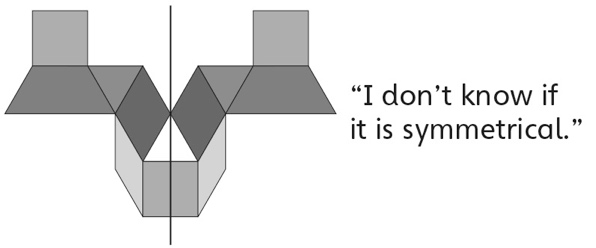 “I don’t know if
it is symmetrical.”